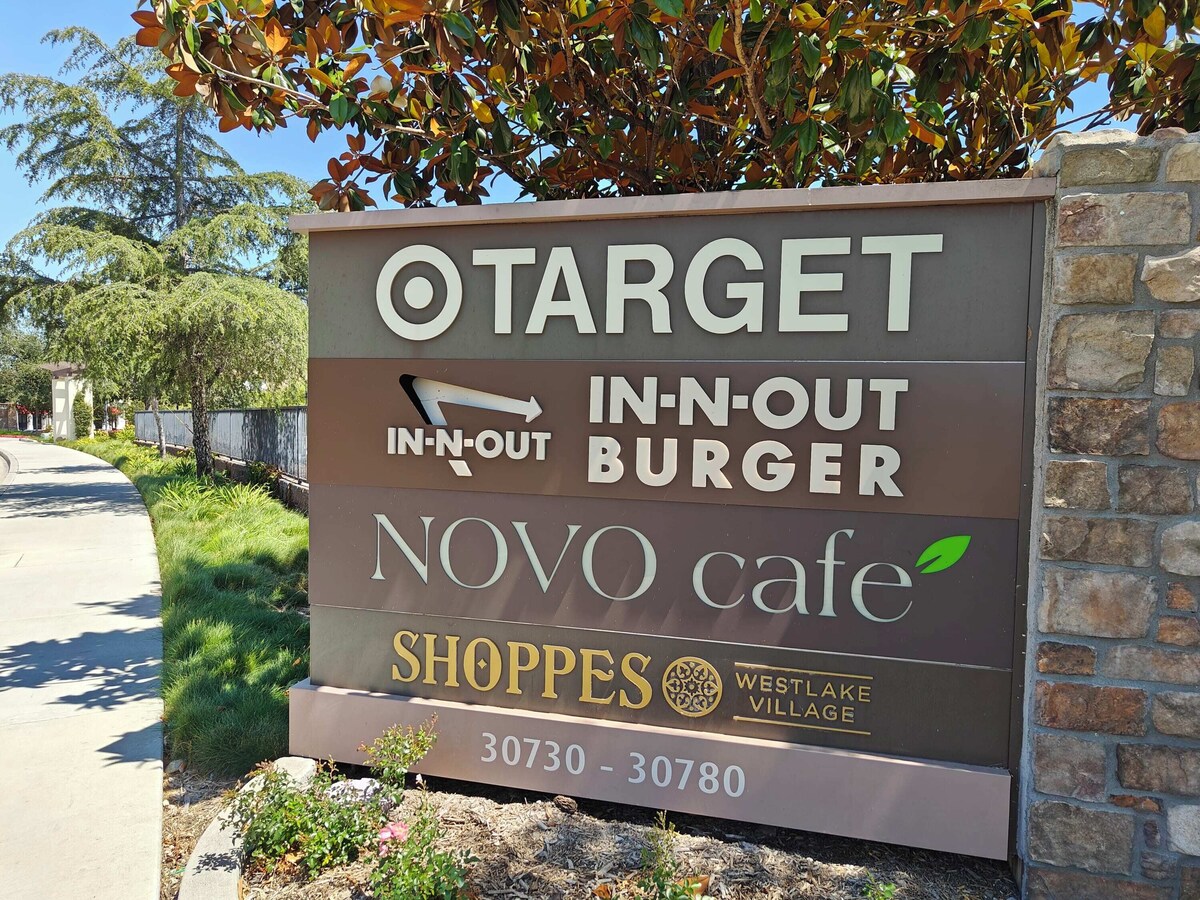 TARGET
IN-N-OUT
IN-N-OUT
BURGER
NOVO cafe
SHOPPES
WESTLAKE
VILLAGE
30730 - 30780